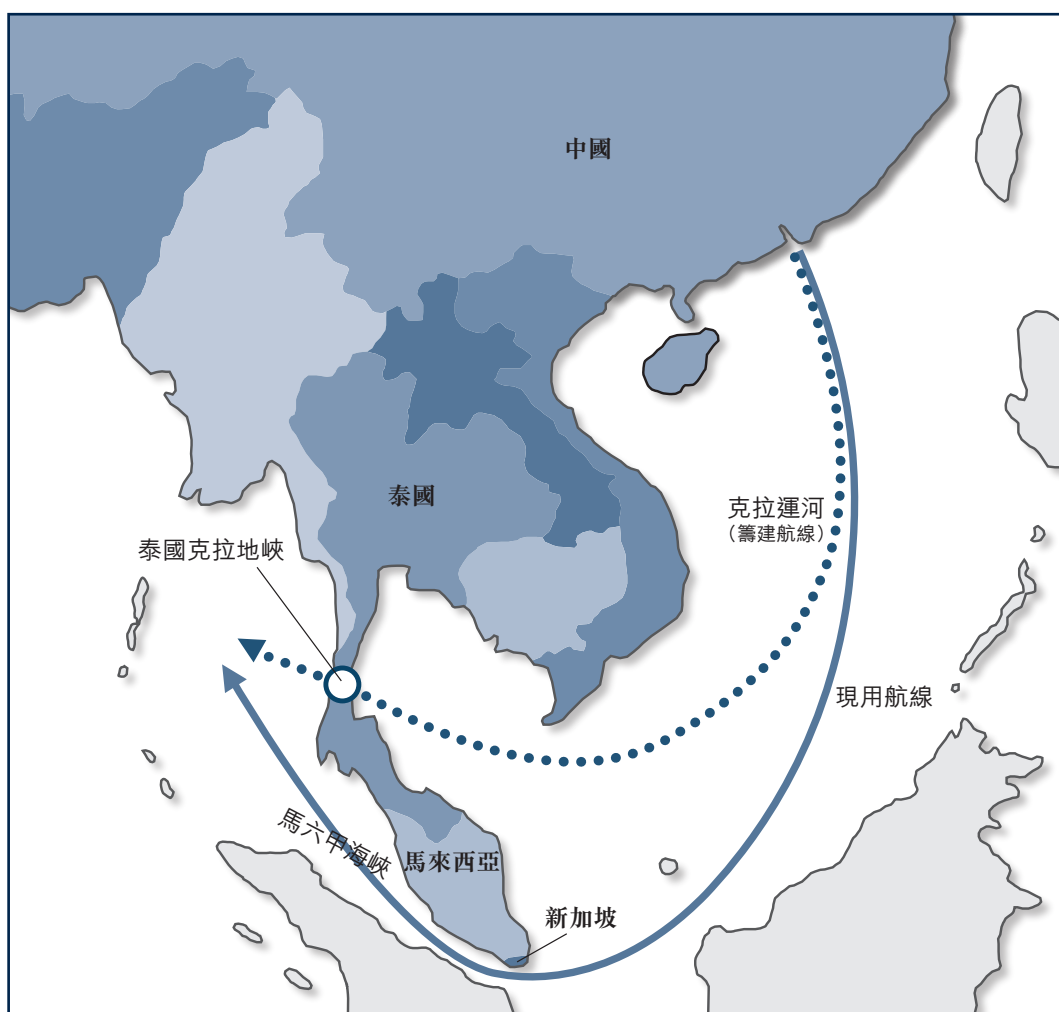 中國
泰國
克拉運河
（籌建航線）
泰國克拉地峽
現用航線
馬六甲海峽
馬來西亞
新加坡